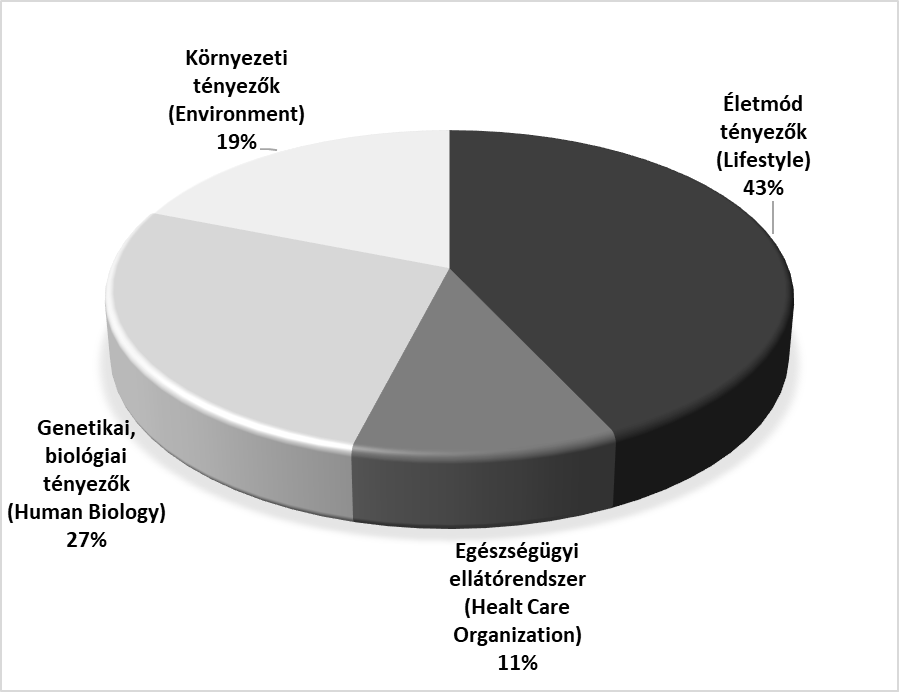 Környezeti
tényezők
(Environment)
19%
Életmód
tényezők
(Lifestyle)
43%
Genetikai,
biológiai
tényezők
(Human Biology)
27%
Egészségügyi
ellátórendszer
(Healt Care
Organization)
11%